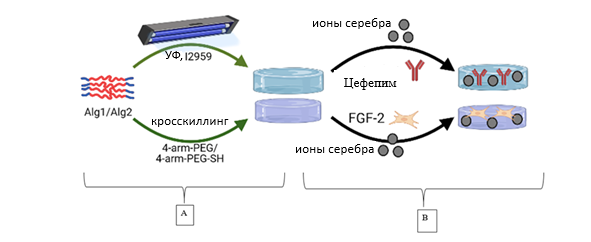 ионы серебра
УФ, I2959
Цефепим
Alg1/Alg2
FGF-2
кросскиллинг
4-arm-PEG/
4-arm-PEG-SH
ионы серебра
A
B